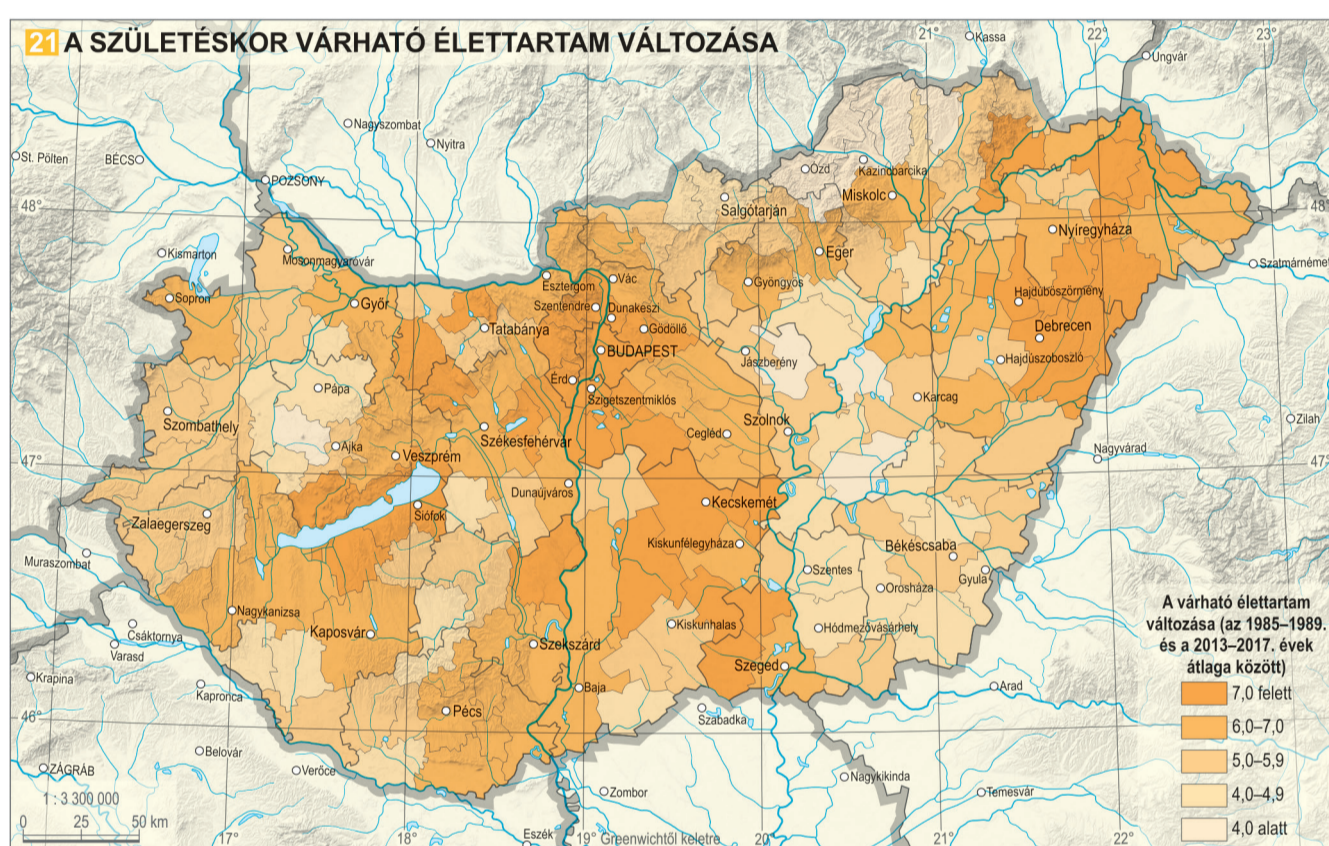 21 A SZÜLETÉSKOR VÁRHATÓ ÉLETTARTAM VÁLTOZÁSA
21°
22°
23°
Kassa
Ungvár
Nagyszombat
Nyitra
St. Pölten
BÉCS
POZSONY
Ózd
Kazincbarcika
Miskolc
Salgótarján
48°
48°
Nyíregyháza
Kismarton
Mosonmagyaróvár
Eger
Szatmárnémeti
Sopron
Győr
Esztergom
Vác
Gyöngyös
Szentendre
Dunakeszi
Hajdúböszörmény
Tatabánya
Gödöllő
Debrecen
BUDAPEST
Jászberény
Hajdúszoboszló
Pápa
Érd
Szigetszentmiklós
Karcag
Szombathely
Székesfehérvár
Cegléd
Szolnok
Zilah
Ajka
Veszprém
47°
Nagyvárad
47°
Dunaújváros
Kecskemét
Zalaegerszeg
Siófok
Kiskunfélegyháza
Békéscsaba
Muraszombat
Szentes
Gyula
Orosháza
Nagykanizsa
Csáktornya
Kaposvár
Kiskunhalas
Hódmezővásárhely
Varasd
Szekszárd
Szeged
Krapina
Kapronca
Baja
Arad
46°
Pécs
Szabadka
46°
Belovár
ZÁGRÁB
Verőce
Zombor
Nagykikinda
Temesvár
1 : 3 300 000
0 25 50 km
17°
18°
Eszék
19° Greenwichtől keletre
20°
21°
22°
A várható élettartam
változása (az 1985–1989.
és a 2013–2017. évek
átlaga között)
7,0 felett
6,0–7,0
5,0–5,9
4,0–4,9
4,0 alatt